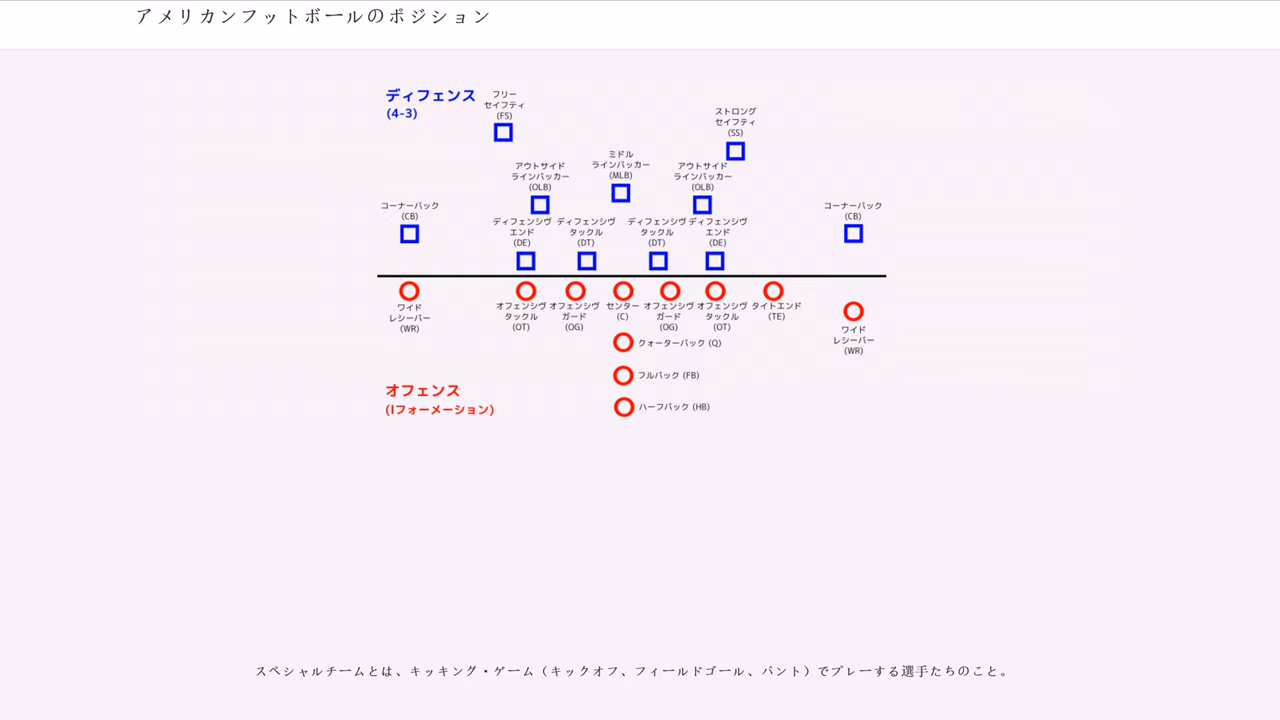 アメリカンフットボールのポジション
ディフェンス
(4-3)
フリー
セイフティ
(FS)
ストロング
セイフティ
(SS)
ミドル
ラインバッカー
(MLB)
アウトサイド
ラインバッカー
(OLB)
アウトサイド
ラインバッカー
(OLB)
コーナーバック
(CB)
コーナーバック
(CB)
ディフェンシヴ
エンド
(DE)
ディフェンシヴ
タックル
(DT)
ディフェンシヴ
タックル
(DT)
ディフェンシヴ
エンド
(DE)
ワイド
レシーバー
(WR)
オフェンシヴ
タックル
(OT)
オフェンシヴ
ガード
(OG)
センター
(C)
オフェンシヴ
ガード
(OG)
オフェンシヴ
タックル
(OT)
タイトエンド
(TE)
ワイド
レシーバー
(WR)
クォーターバック (Q)
フルバック (FB)
ハーフバック (HB)
オフェンス
(Iフォーメーション)
スペシャルチームとは、キッキング・ゲーム（キックオフ、フィールドゴール、パント）でプレーする選手たちのこと。